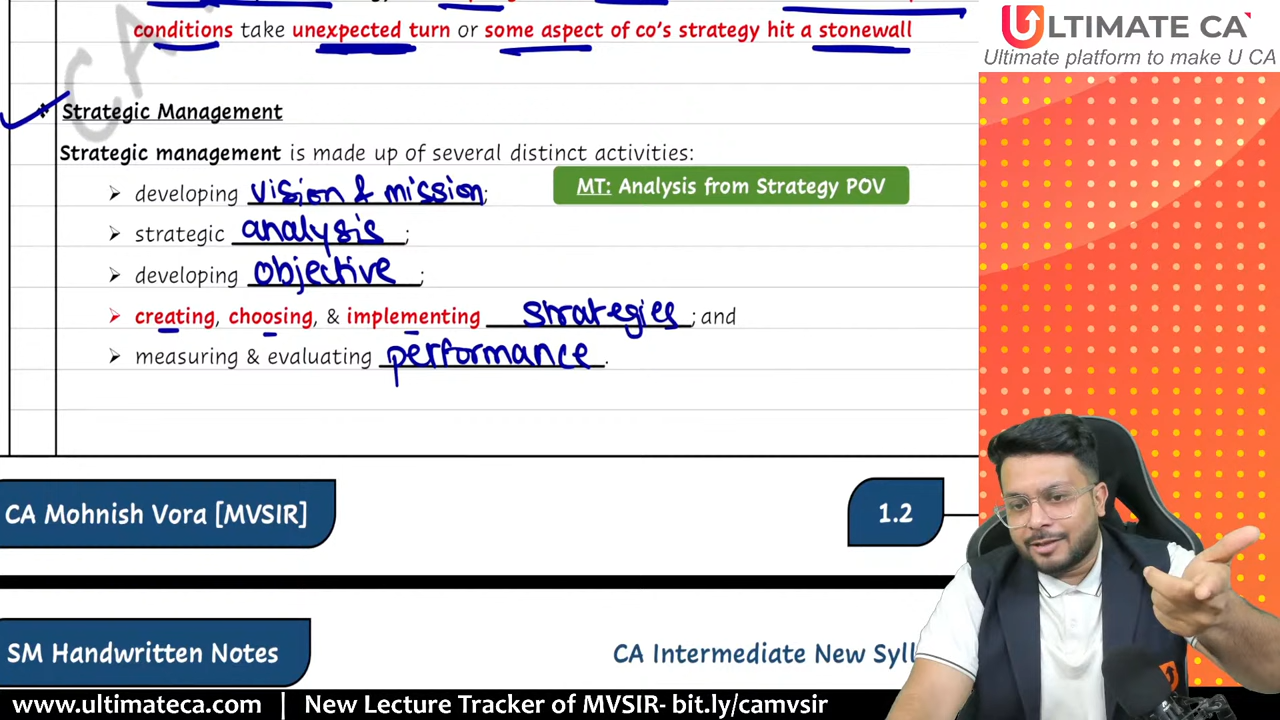 conditions take unexpected turn or some aspect of co's strategy hit a stonewall
ULTIMATE CA
Ultimate platform to make U CA
CA
Strategic Management
Strategic management is made up of several distinct activities:
➢ developing vision & mission;
MT: Analysis from Strategy POV
➢ strategic analysis;
➢ developing objective;
➢ creating, choosing, & implementing strategies; and
➢ measuring & evaluating performance.
CA Mohnish Vora [MVSIR]
1.2
SM Handwritten Notes
CA Intermediate New Syll
www.ultimateca.com | New Lecture Tracker of MVSIR- bit.ly/camvsir